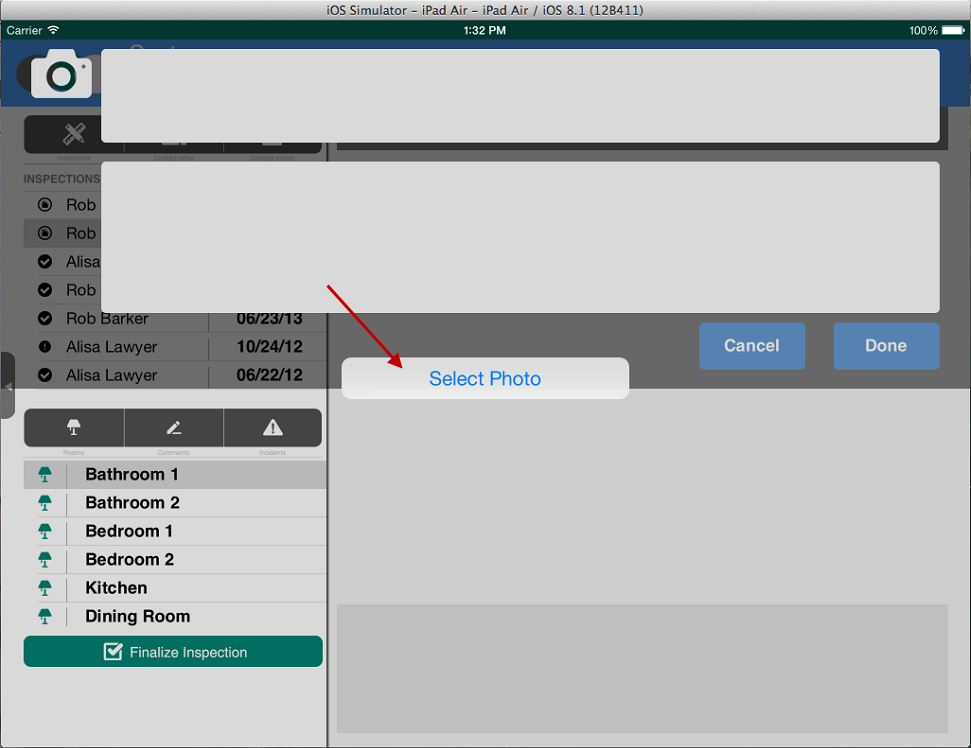 iOS Simulator - iPad Air - iPad Air / iOS 8.1 (12B411)
Carrier 1:32 PM 100%
Inspections
INSPECTIONS
Rob
Rob
Alisa
Rob
Rob Barker 06/23/13
Alisa Lawyer 10/24/12
Alisa Lawyer 06/22/12
Cancel Done
Select Photo
Rooms Comments Incidents
Bathroom 1
Bathroom 2
Bedroom 1
Bedroom 2
Kitchen
Dining Room
Finalize Inspection